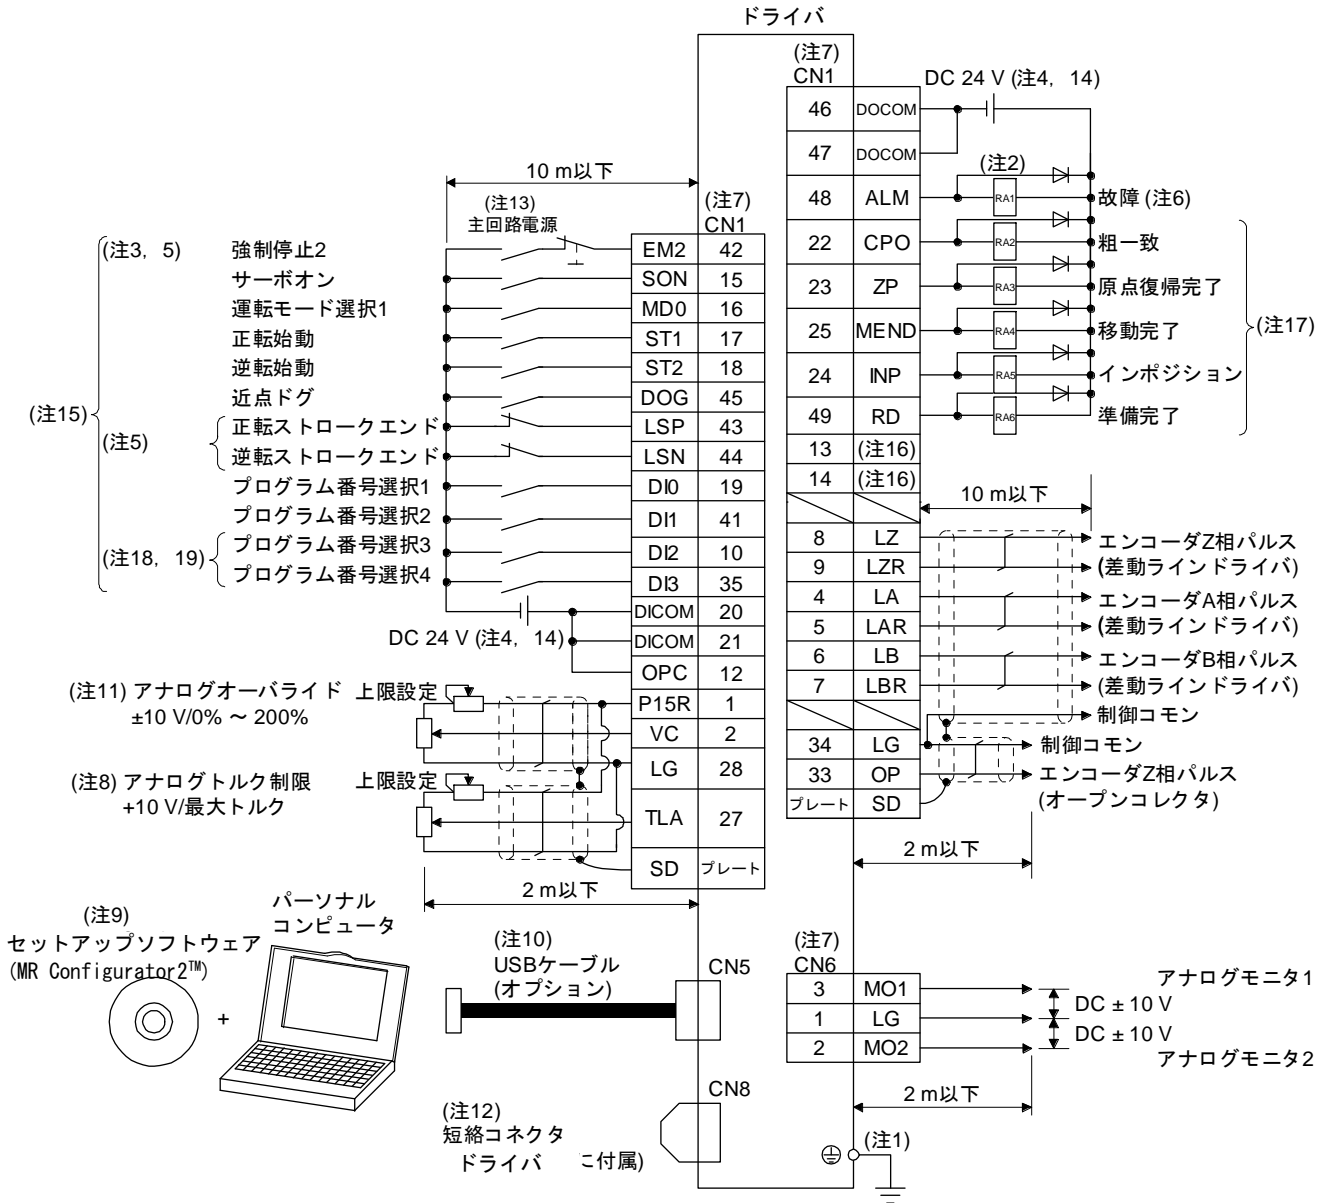 ドライバ
(注7)
CN1
DC 24 V (注4, 14)
46 DOCOM
47 DOCOM
(注2)
48 ALM RA1 故障 (注6)
22 CPO RA2 粗一致
23 ZP RA3 原点復帰完了
25 MEND RA4 移動完了
(注17)
24 INP RA5 インポジション
49 RD RA6 準備完了
13 (注16)
14 (注16)
10 m以下
8 LZ エンコーダZ相パルス
9 LZR (差動ラインドライバ)
4 LA エンコーダA相パルス
5 LAR (差動ラインドライバ)
6 LB エンコーダB相パルス
7 LBR (差動ラインドライバ)
制御コモン
34 LG 制御コモン
33 OP エンコーダZ相パルス
(オープンコレクタ)
プレート SD
2 m以下
10 m以下
(注13)
主回路電源
(注7)
CN1
(注3, 5) 強制停止2 EM2 42
サーボオン SON 15
運転モード選択1 MD0 16
正転始動 ST1 17
逆転始動 ST2 18
近点ドグ DOG 45
(注15)
(注5)
正転ストロークエンド LSP 43
逆転ストロークエンド LSN 44
プログラム番号選択1 DI0 19
プログラム番号選択2 DI1 41
(注18, 19)
プログラム番号選択3 DI2 10
プログラム番号選択4 DI3 35
DICOM 20
DC 24 V (注4, 14) DICOM 21
OPC 12
(注11) アナログオーバライド 上限設定 P15R 1
±10 V/0% ～ 200%
VC 2
LG 28
(注8) アナログトルク制限 上限設定
+10 V/最大トルク
TLA 27
SD プレート
2 m以下
(注9)
セットアップソフトウェア
(MR Configurator2™)
+
パーソナル
コンピュータ
(注10)
USBケーブル
(オプション)
CN5
(注7)
CN6
3 MO1 アナログモニタ1
DC ± 10 V
1 LG
DC ± 10 V
2 MO2 アナログモニタ2
2 m以下
CN8
(注12)
短絡コネクタ
ドライバ に付属)
(注1)